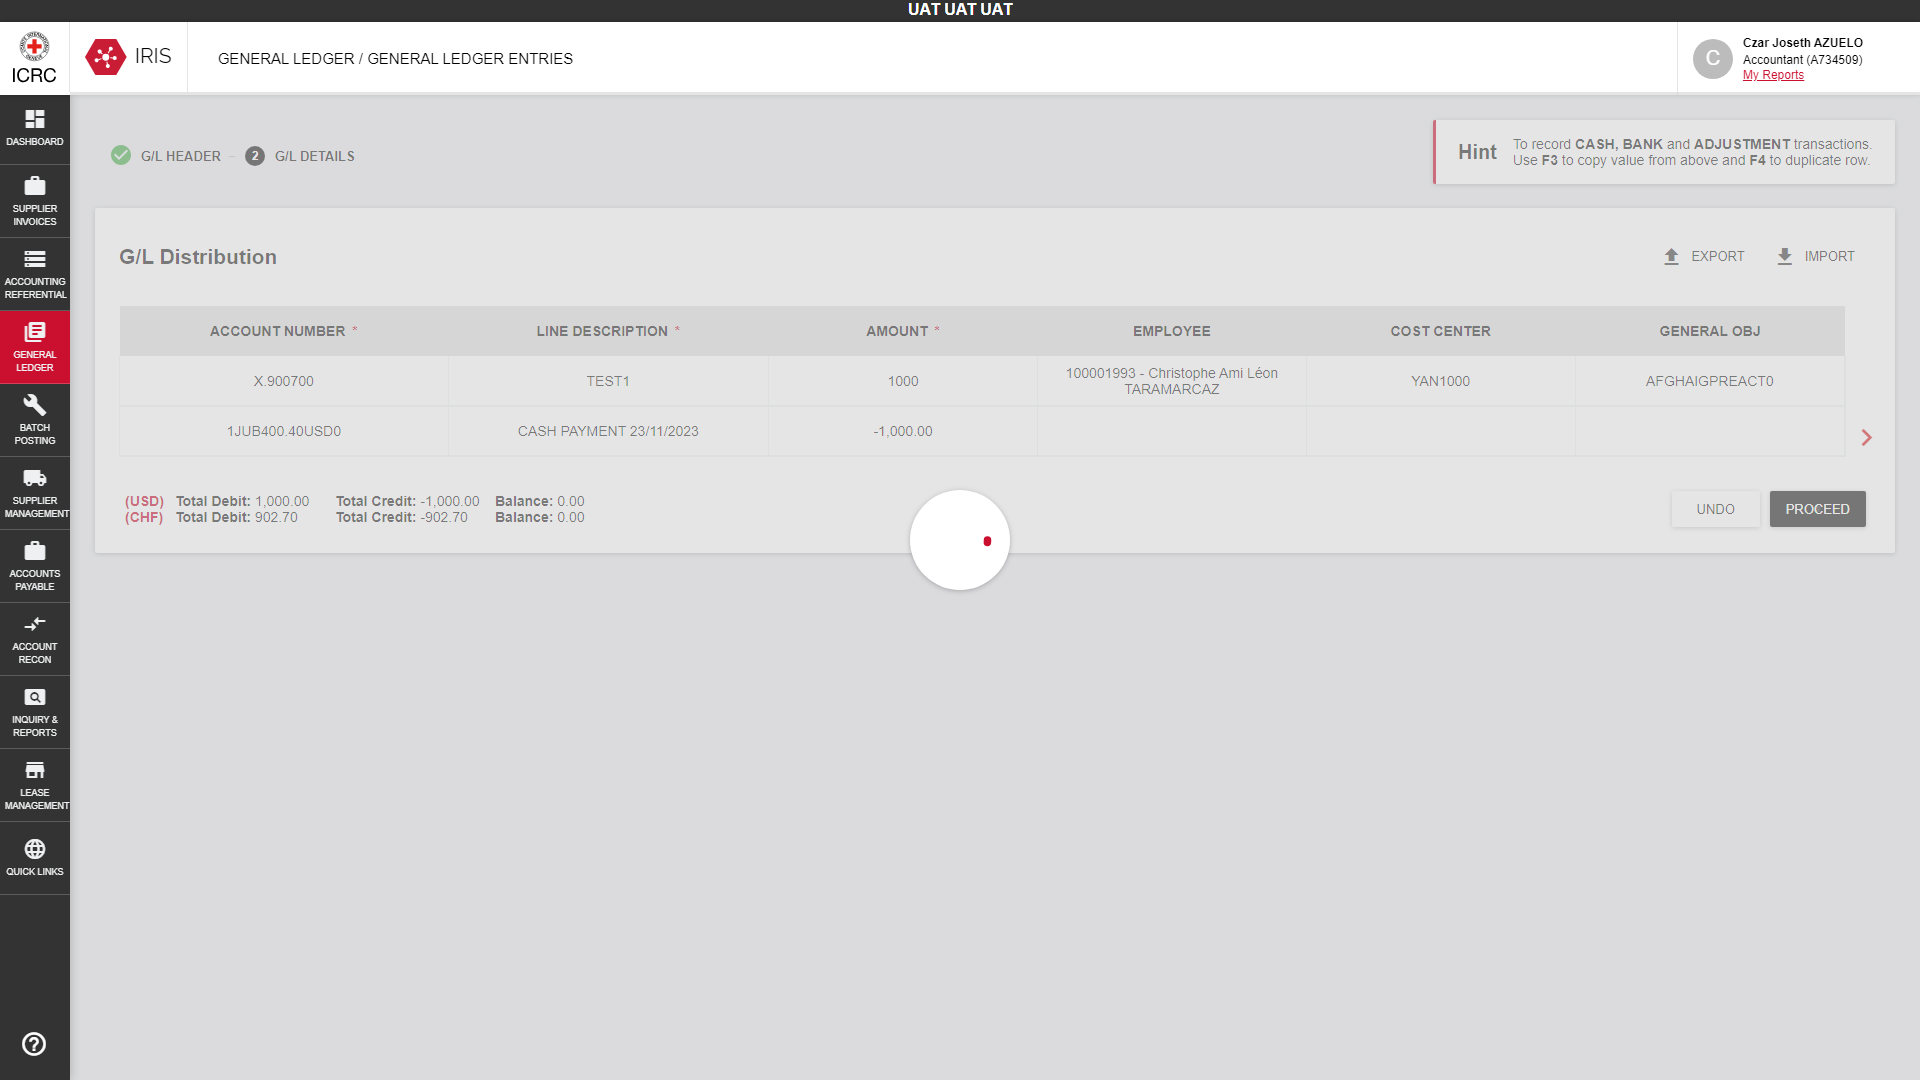 UAT UAT UAT
ICRC
IRIS
GENERAL LEDGER / GENERAL LEDGER ENTRIES
C
Czar Joseth AZUELO
Accountant (A734509)
My Reports
DASHBOARD
SUPPLIER
INVOICES
ACCOUNTING
REFERENTIAL
GENERAL
LEDGER
BATCH
POSTING
SUPPLIER
MANAGEMENT
ACCOUNTS
PAYABLE
ACCOUNT
RECON
INQUIRY &
REPORTS
LEASE
MANAGEMENT
QUICK LINKS
G/L HEADER
2 G/L DETAILS
Hint
To record CASH, BANK and ADJUSTMENT transactions.
Use F3 to copy value from above and F4 to duplicate row.
G/L Distribution
EXPORT IMPORT
ACCOUNT NUMBER * LINE DESCRIPTION * AMOUNT * EMPLOYEE COST CENTER GENERAL OBJ
X.900700 TEST1 1000 100001993 - Christophe Ami Léon TARAMARCAZ YAN1000 AFGHAIGPREACT0
1JUB400.40USD0 CASH PAYMENT 23/11/2023 -1,000.00
(USD) Total Debit: 1,000.00 Total Credit: -1,000.00 Balance: 0.00
(CHF) Total Debit: 902.70 Total Credit: -902.70 Balance: 0.00
UNDO PROCEED